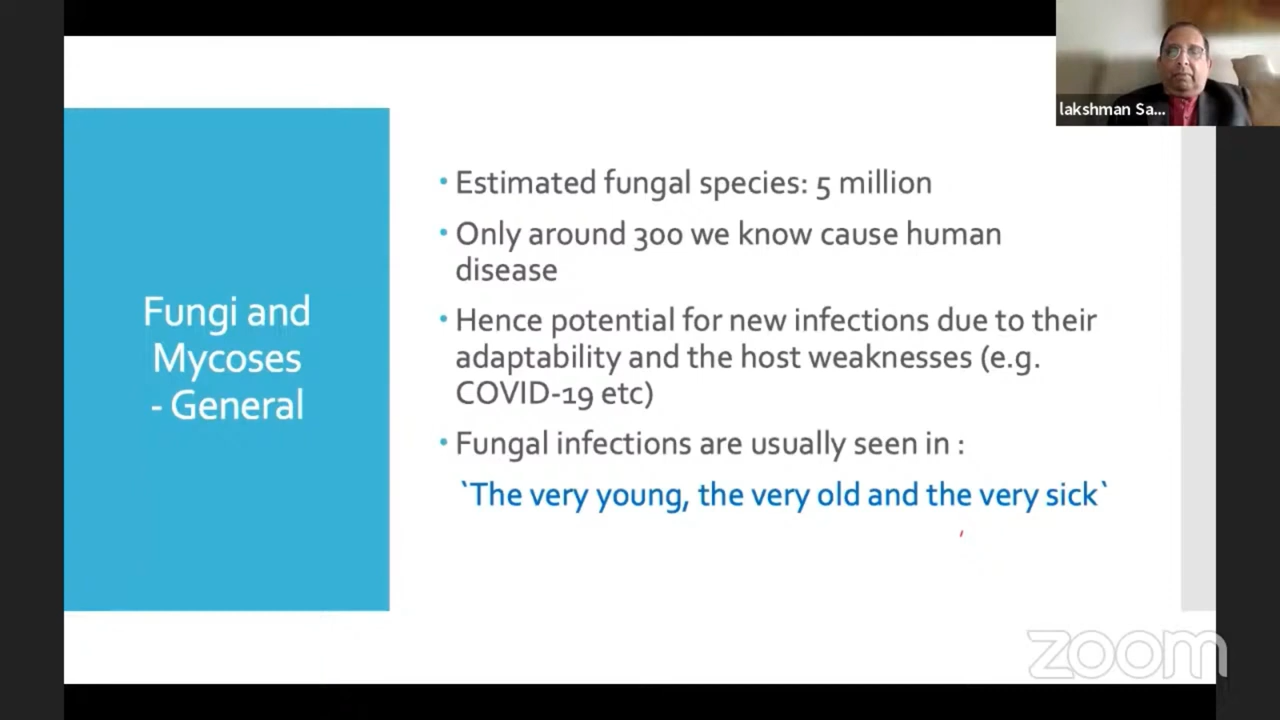 lakshman Sa...
Fungi and
Mycoses
- General
• Estimated fungal species: 5 million
• Only around 300 we know cause human
disease
• Hence potential for new infections due to their
adaptability and the host weaknesses (e.g.
COVID-19 etc)
• Fungal infections are usually seen in :
`The very young, the very old and the very sick`
zoom